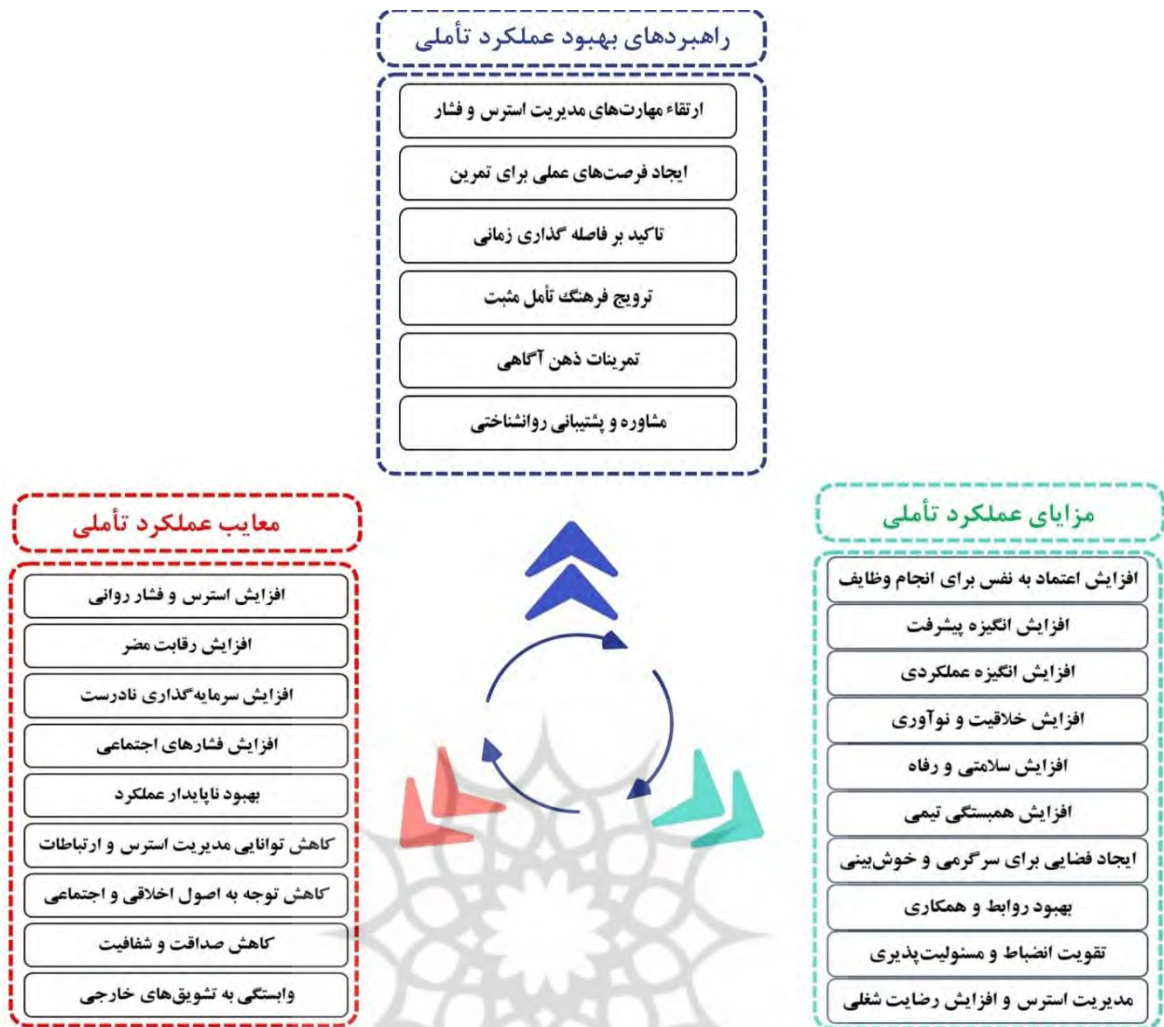 راهبردهای بهبود عملکرد تأملی
ارتقاء مهارت‌های مدیریت استرس و فشار
ایجاد فرصت‌های عملی برای تمرین
تاکید بر فاصله گذاری زمانی
ترویج فرهنگ تأمل مثبت
تمرینات ذهن آگاهی
مشاوره و پشتیبانی روانشناختی
مزایای عملکرد تأملی
افزایش اعتماد به نفس برای انجام وظایف
افزایش انگیزه پیشرفت
افزایش انگیزه عملکردی
افزایش خلاقیت و نوآوری
افزایش سلامتی و رفاه
افزایش همبستگی تیمی
ایجاد فضایی برای سرگرمی و خوش‌بینی
بهبود روابط و همکاری
تقویت انضباط و مسئولیت‌پذیری
مدیریت استرس و افزایش رضایت شغلی
معایب عملکرد تأملی
افزایش استرس و فشار روانی
افزایش رقابت مضر
افزایش سرمایه‌گذاری نادرست
افزایش فشارهای اجتماعی
بهبود ناپایدار عملکرد
کاهش توانایی مدیریت استرس و ارتباطات
کاهش توجه به اصول اخلاقی و اجتماعی
کاهش صداقت و شفافیت
وابستگی به تشویق‌های خارجی